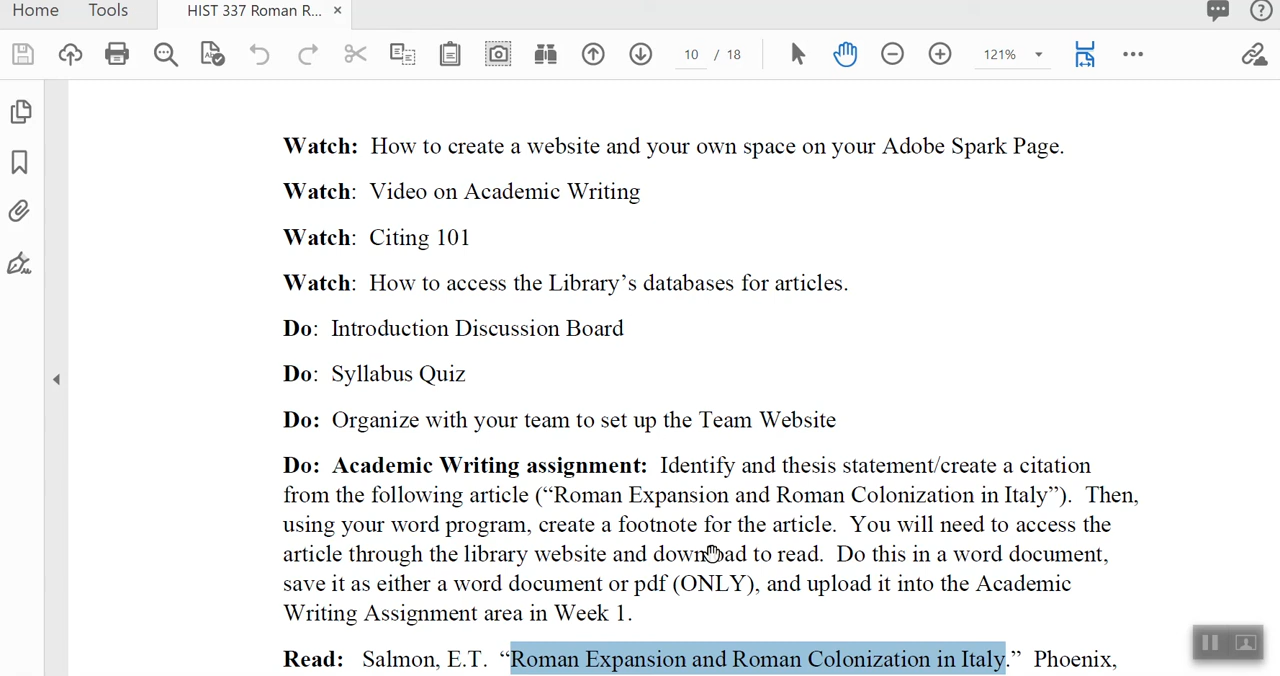 Home Tools HIST 337 Roman R... ×
10 / 18 121%
Watch: How to create a website and your own space on your Adobe Spark Page.
Watch: Video on Academic Writing
Watch: Citing 101
Watch: How to access the Library’s databases for articles.
Do: Introduction Discussion Board
Do: Syllabus Quiz
Do: Organize with your team to set up the Team Website
Do: Academic Writing assignment: Identify and thesis statement/create a citation
from the following article (“Roman Expansion and Roman Colonization in Italy”). Then,
using your word program, create a footnote for the article. You will need to access the
article through the library website and download to read. Do this in a word document,
save it as either a word document or pdf (ONLY), and upload it into the Academic
Writing Assignment area in Week 1.
Read: Salmon, E.T. “Roman Expansion and Roman Colonization in Italy.” Phoenix,